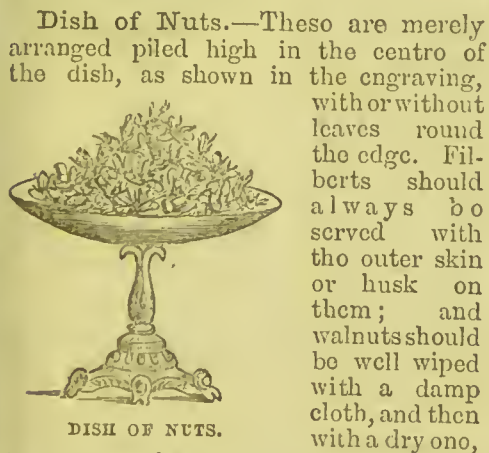 Dish of Nuts.—These are merely
arranged piled high in the centre of
the dish, as shown in the engraving,
with or without
leaves round
the edge. Fil-
berts should
always be
served with
the outer skin
or husk on
them; and
walnuts should
be well wiped
with a damp
cloth, and then
with a dry one,
DISH OF NUTS.